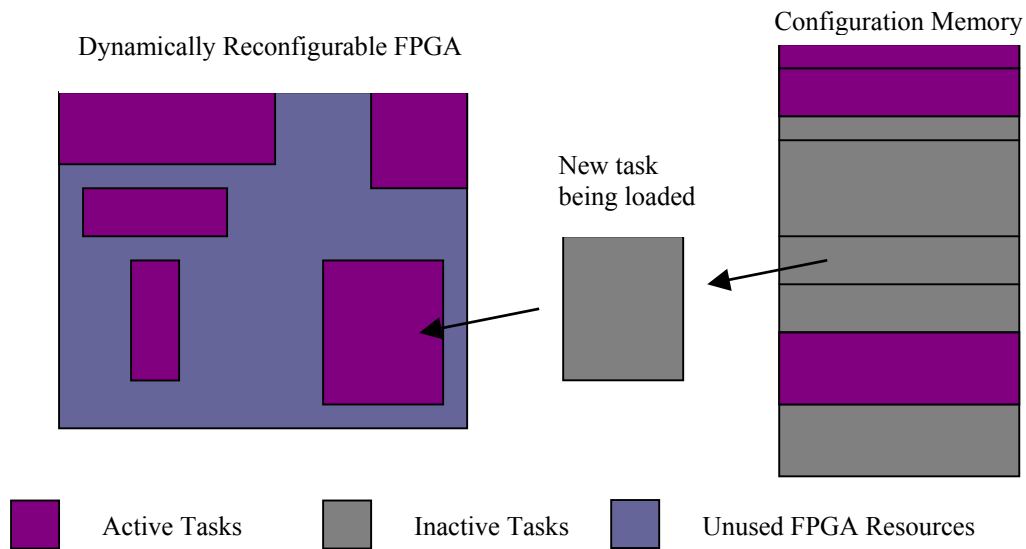 Configuration Memory
Dynamically Reconfigurable FPGA
New task
being loaded
Active Tasks
Inactive Tasks
Unused FPGA Resources